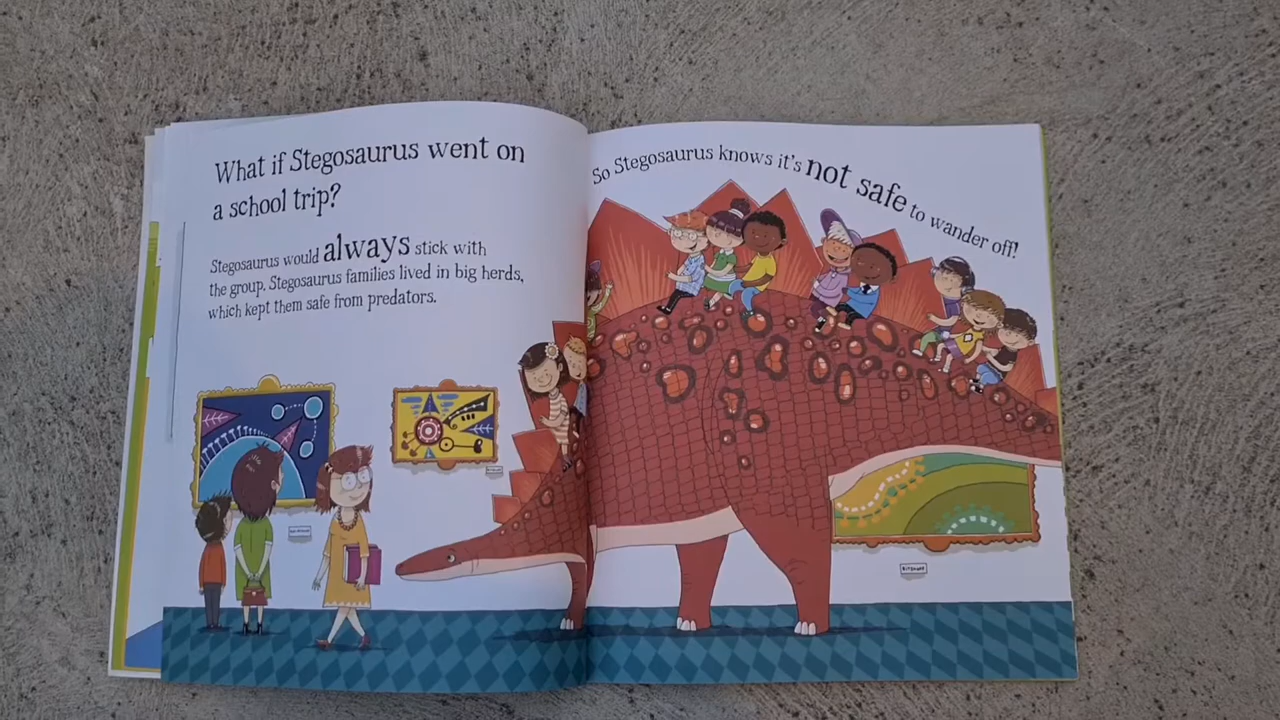 What if Stegosaurus went on
a school trip?
Stegosaurus would always stick with
the group. Stegosaurus families lived in big herds,
which kept them safe from predators.
So Stegosaurus knows it's not safe to wander off!